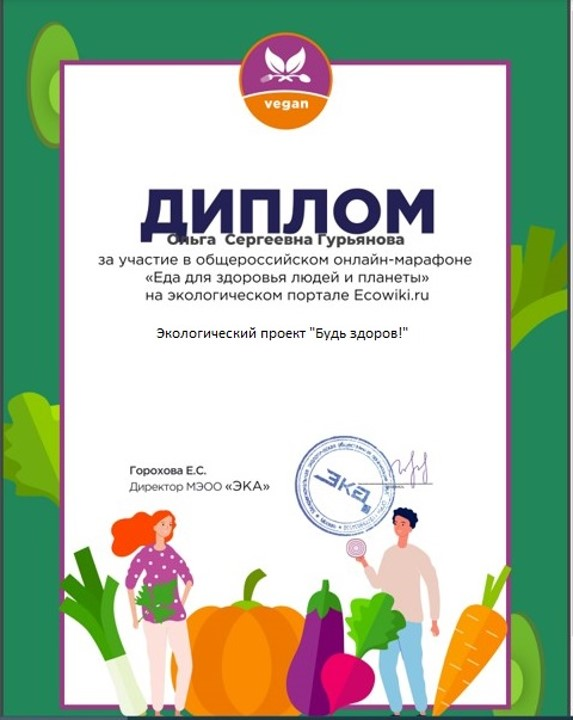 vegan
ДИПЛОМ
Ольга Сергеевна Гурьянова
за участие в общероссийском онлайн-марафоне
«Еда для здоровья людей и планеты»
на экологическом портале Ecowiki.ru
Экологический проект "Будь здоров!"
Горохова Е.С.
Директор МЭОО «ЭКА»
ЭКА